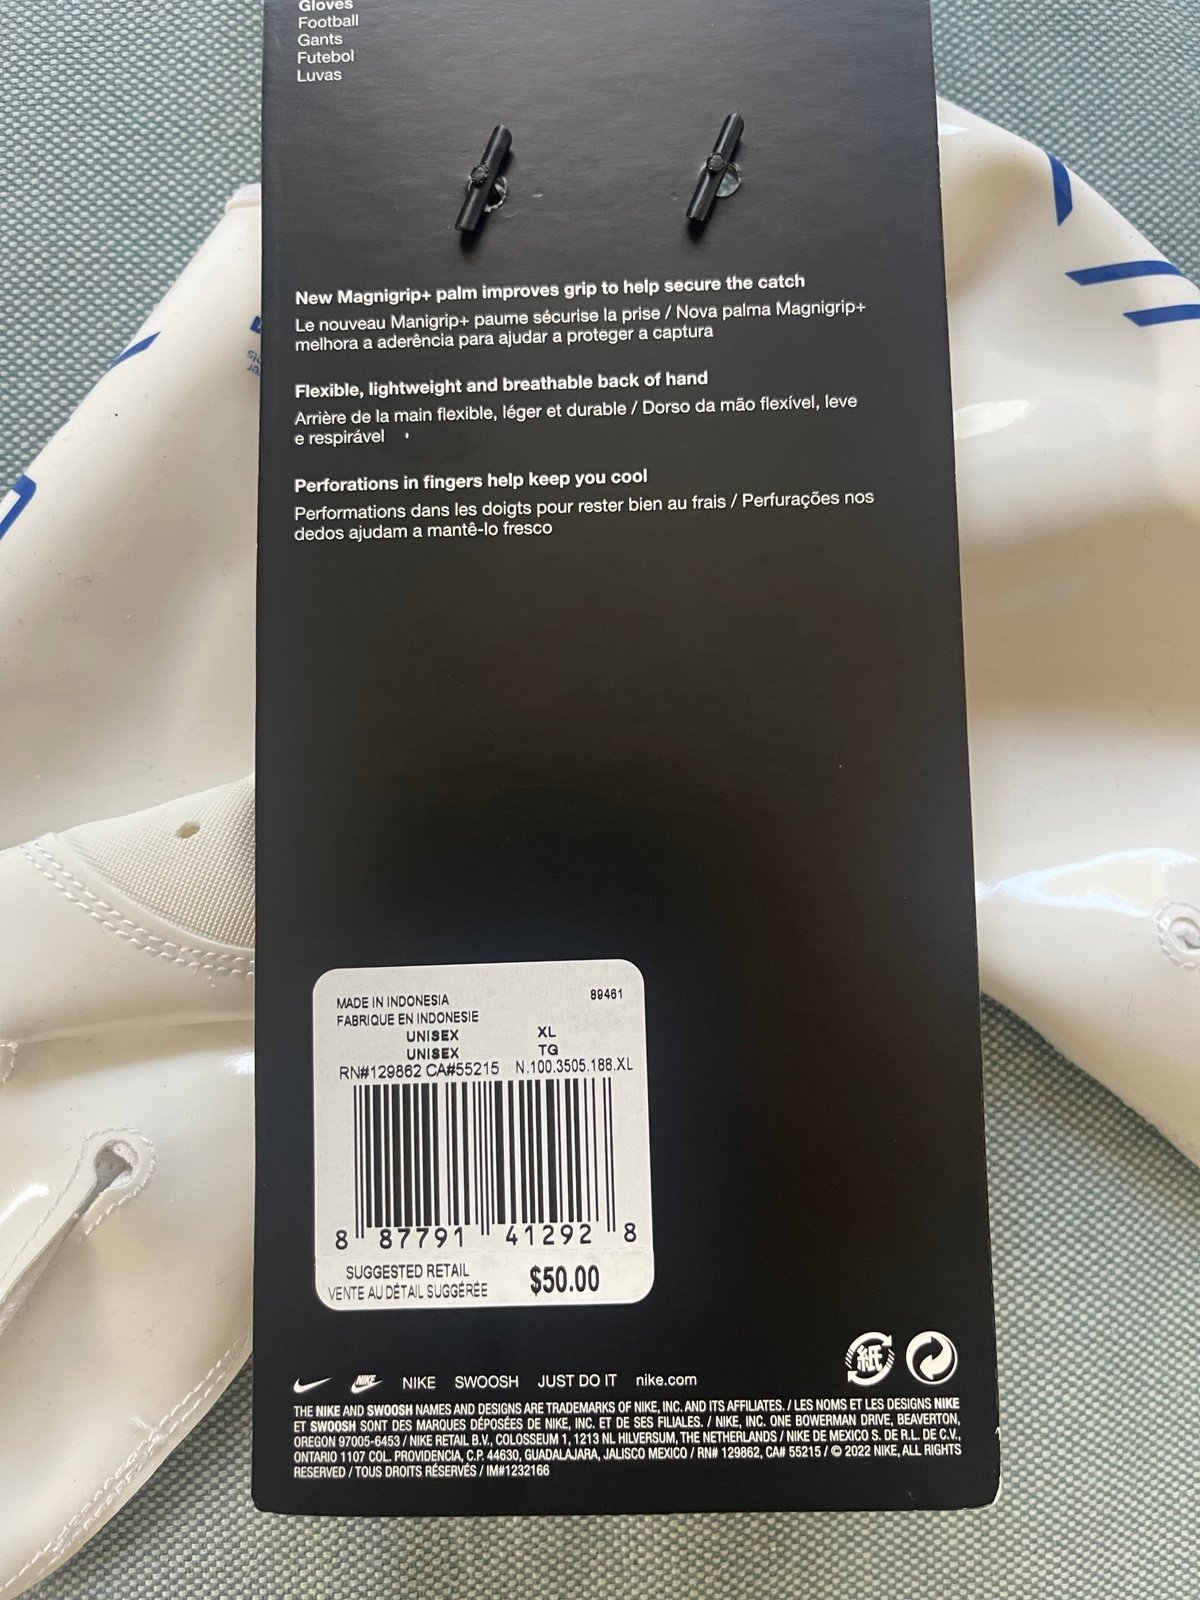 Gloves
Football
Gants
Futebol
Luvas
New Magnigrip+ palm improves grip to help secure the catch
Le nouveau Manigrip+ paume sécurise la prise / Nova palma Magnigrip+
melhora a aderência para ajudar a proteger a captura
Flexible, lightweight and breathable back of hand
Arrière de la main flexible, léger et durable / Dorso da mão flexível, leve
e respirável
Perforations in fingers help keep you cool
Performations dans les doigts pour rester bien au frais / Perfurações nos
dedos ajudam a mantê-lo fresco
MADE IN INDONESIA 89461
FABRIQUE EN INDONESIE
UNISEX XL
UNISEX TG
RN#129862 CA#55215 N.100.3505.188.XL
8 87791 41292 8
SUGGESTED RETAIL
VENTE AU DÉTAIL SUGGÉRÉE $50.00
紙
NIKE NIKE SWOOSH JUST DO IT nike.com
THE NIKE AND SWOOSH NAMES AND DESIGNS ARE TRADEMARKS OF NIKE, INC. AND ITS AFFILIATES. / LES NOMS ET LES DESIGNS NIKE
ET SWOOSH SONT DES MARQUES DÉPOSÉES DE NIKE, INC. ET DE SES FILIALES. / NIKE, INC. ONE BOWERMAN DRIVE, BEAVERTON,
OREGON 97005-6453 / NIKE RETAIL B.V., COLOSSEUM 1, 1213 NL HILVERSUM, THE NETHERLANDS / NIKE DE MEXICO S. DE R.L. DE C.V.,
ONTARIO 1107 COL. PROVIDENCIA, C.P. 44630, GUADALAJARA, JALISCO MEXICO / RN# 129862, CA# 55215 / © 2022 NIKE, ALL RIGHTS
RESERVED / TOUS DROITS RÉSERVÉS / IM#1232166